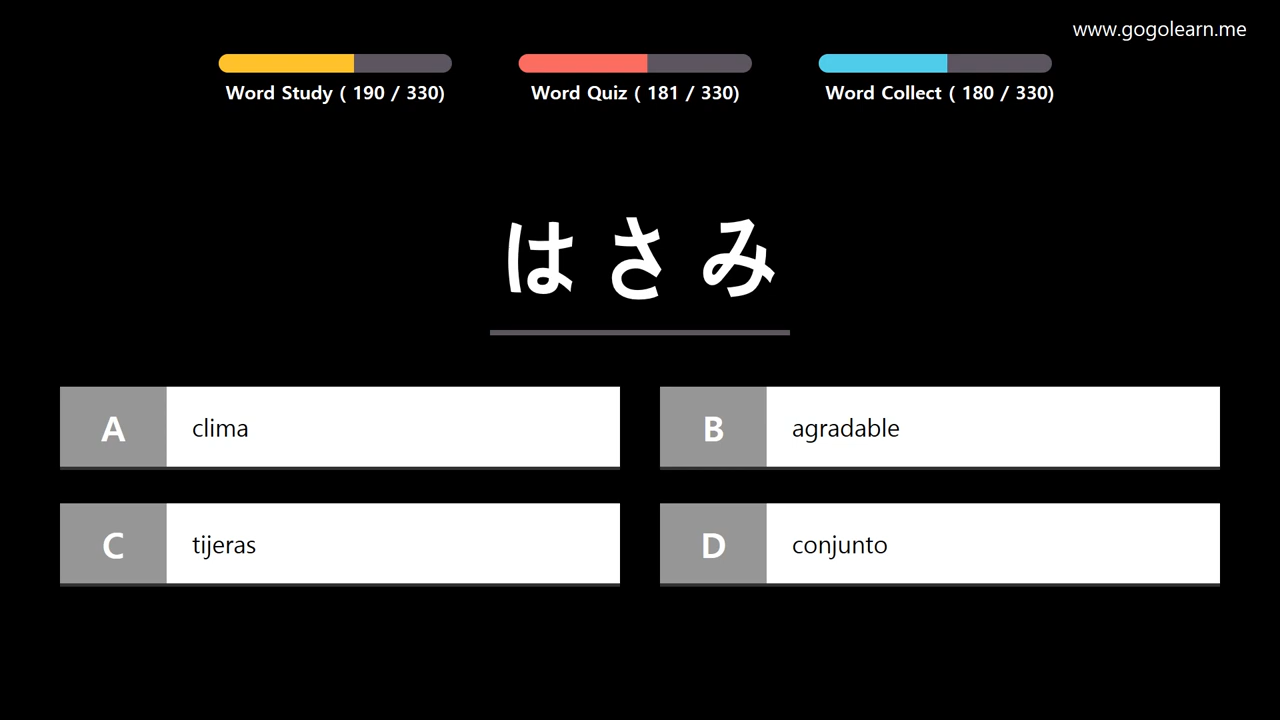 www.gogolearn.me
Word Study ( 190 / 330)
Word Quiz ( 181 / 330)
Word Collect ( 180 / 330)
はさみ
A clima
B agradable
C tijeras
D conjunto